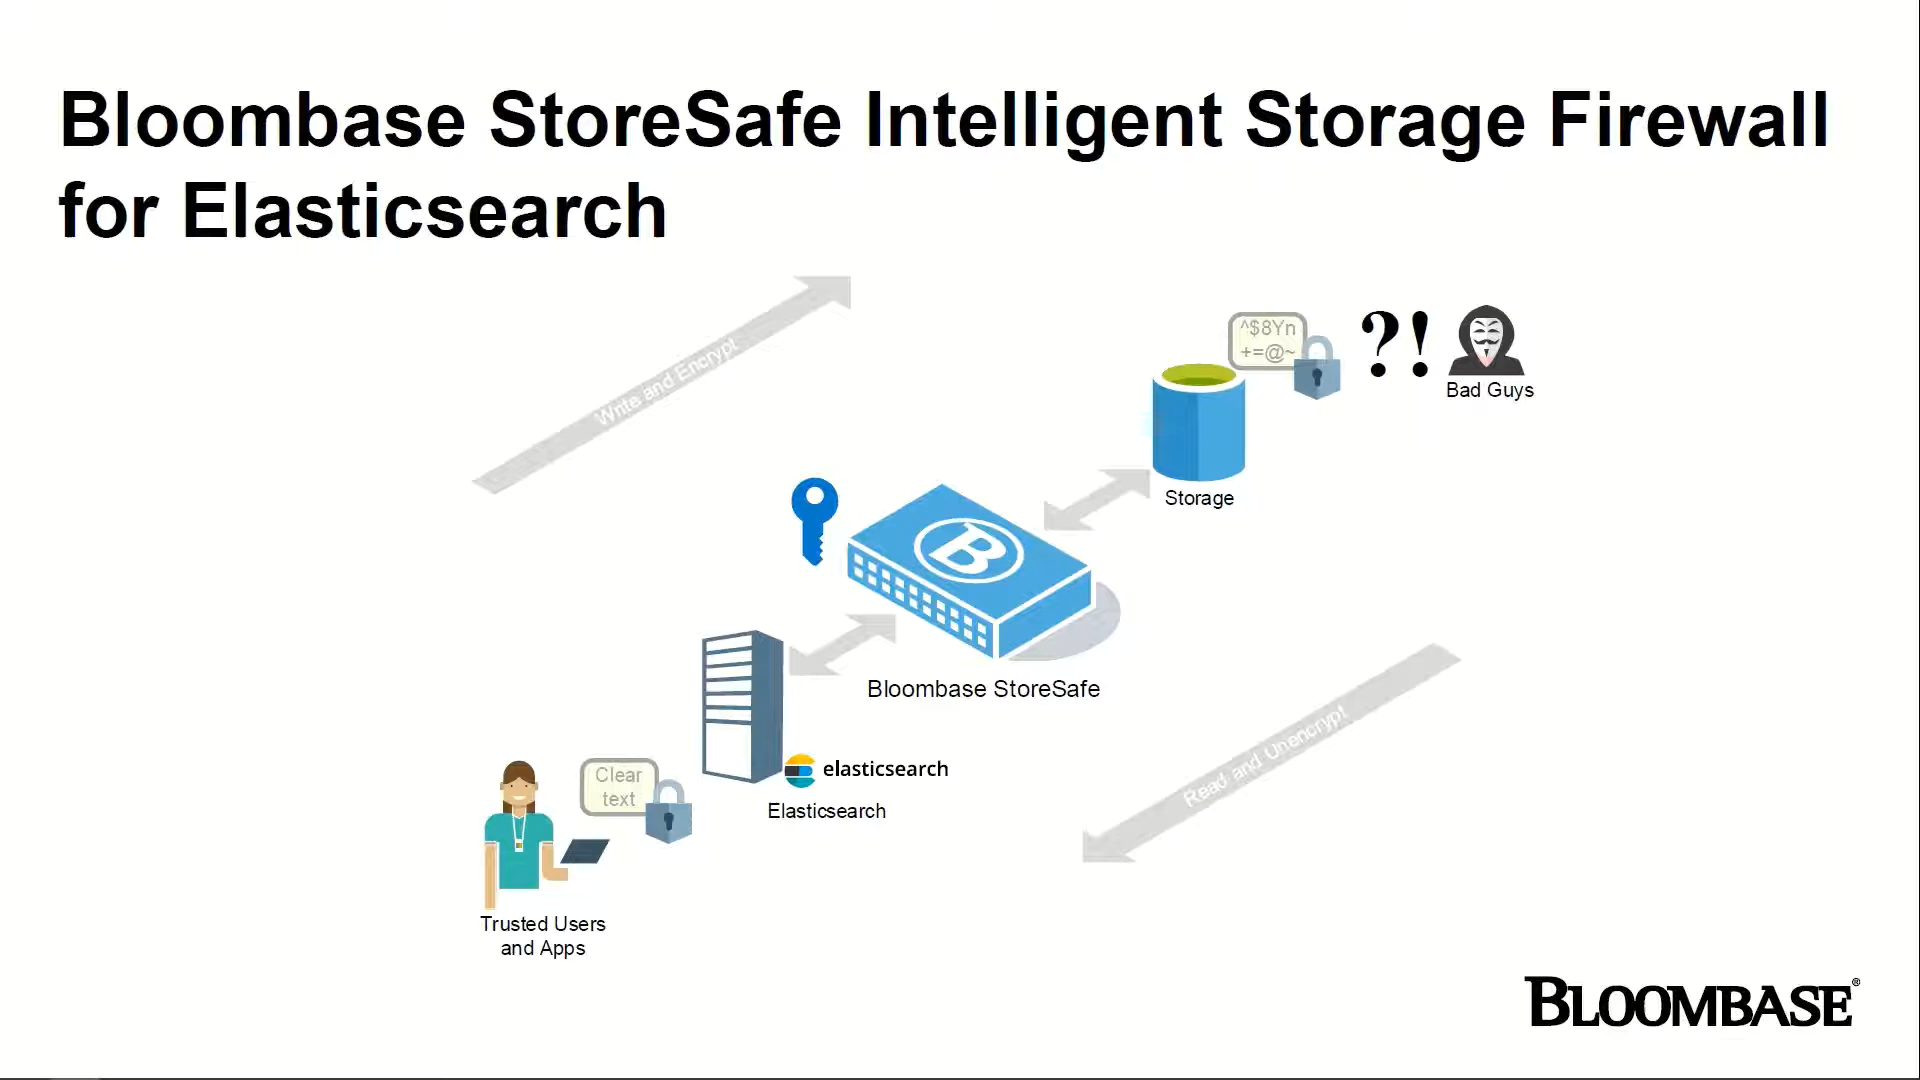 Bloombase StoreSafe Intelligent Storage Firewall
for Elasticsearch
Write and Encrypt
^$8Yn
+=@~
?!
Bad Guys
Storage
B
Bloombase StoreSafe
Read and Unencrypt
elasticsearch
Elasticsearch
Clear
text
Trusted Users
and Apps
BLOOMBASE®